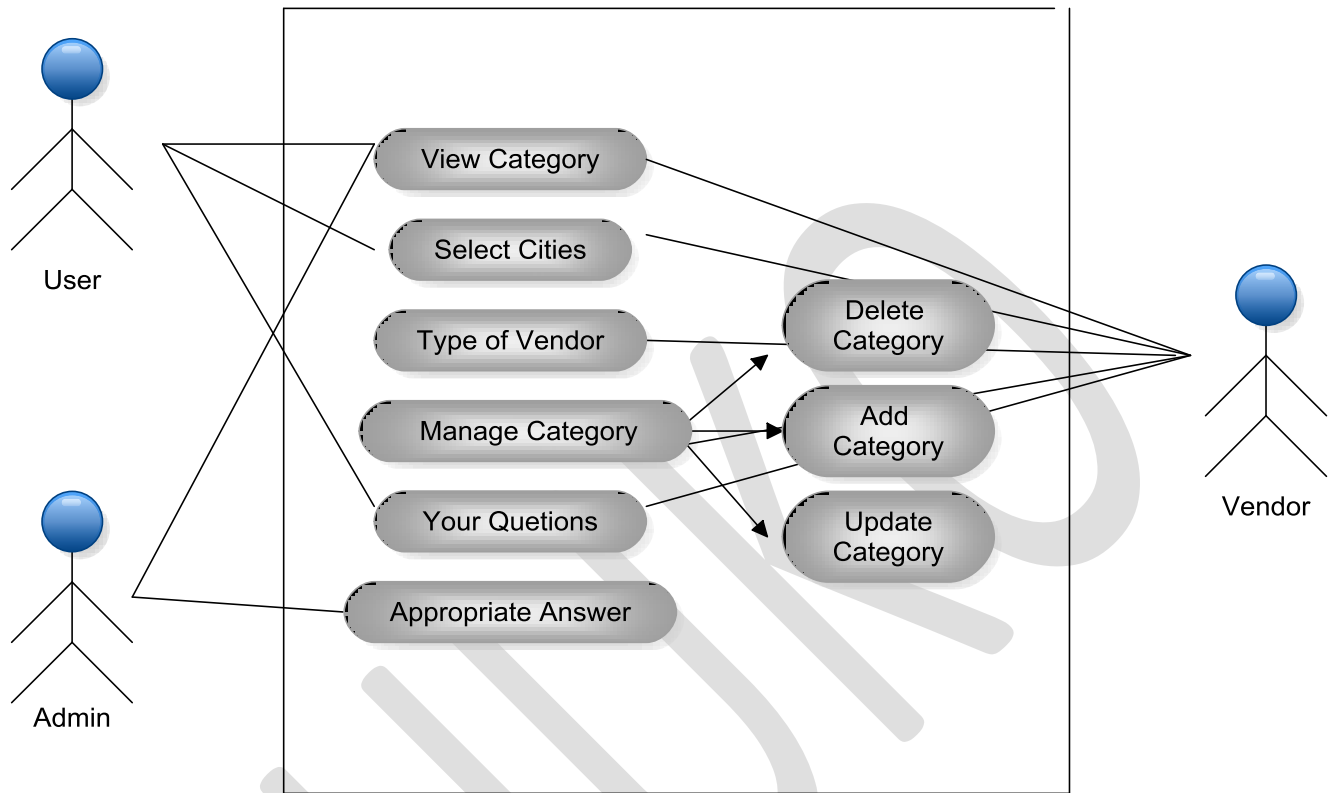 View Category
Select Cities
User
Type of Vendor
Delete
Category
Manage Category
Add
Category
Your Quetions
Update
Category
Vendor
Appropriate Answer
Admin